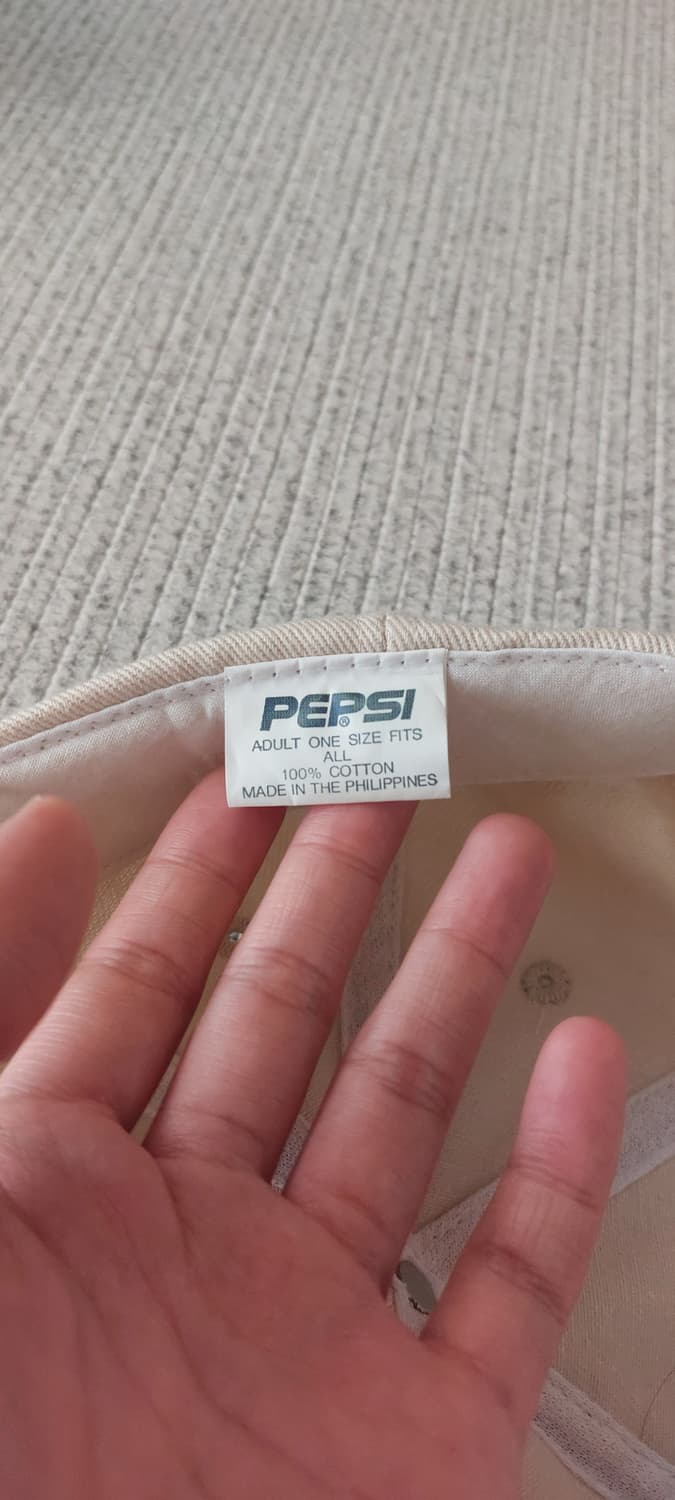 PEPSI®
ADULT ONE SIZE FITS
ALL
100% COTTON
MADE IN THE PHILIPPINES